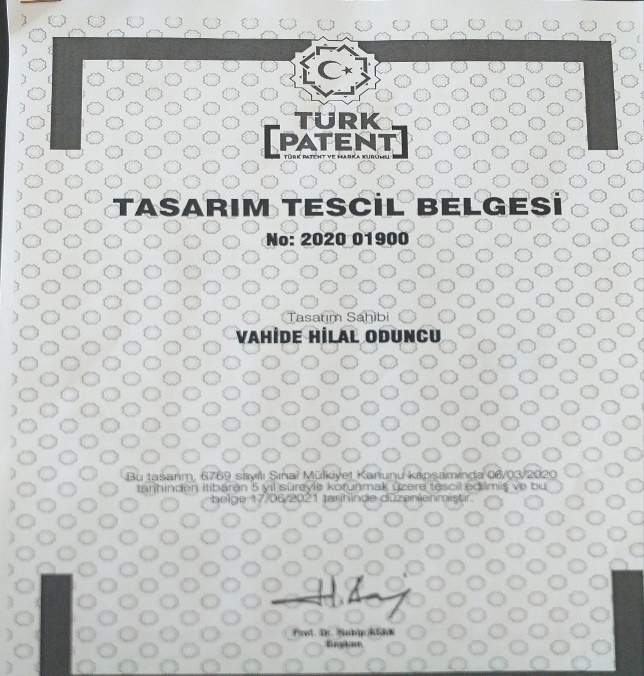 TÜRK
PATENT
TÜRK PATENT VE MARKA KURUMU
TASARIM TESCİL BELGESİ
No: 2020 01900
Tasarım Sahibi
VAHİDE HİLAL ODUNCU
Bu tasarım, 6769 sayılı Sınai Mülkiyet Kanunu kapsamında 06/03/2020
tarihinden itibaren 5 yıl süreyle korunmak üzere tescil edilmiş ve bu
belge 17/06/2021 tarihinde düzenlenmiştir.
Prof. Dr.
Başkan